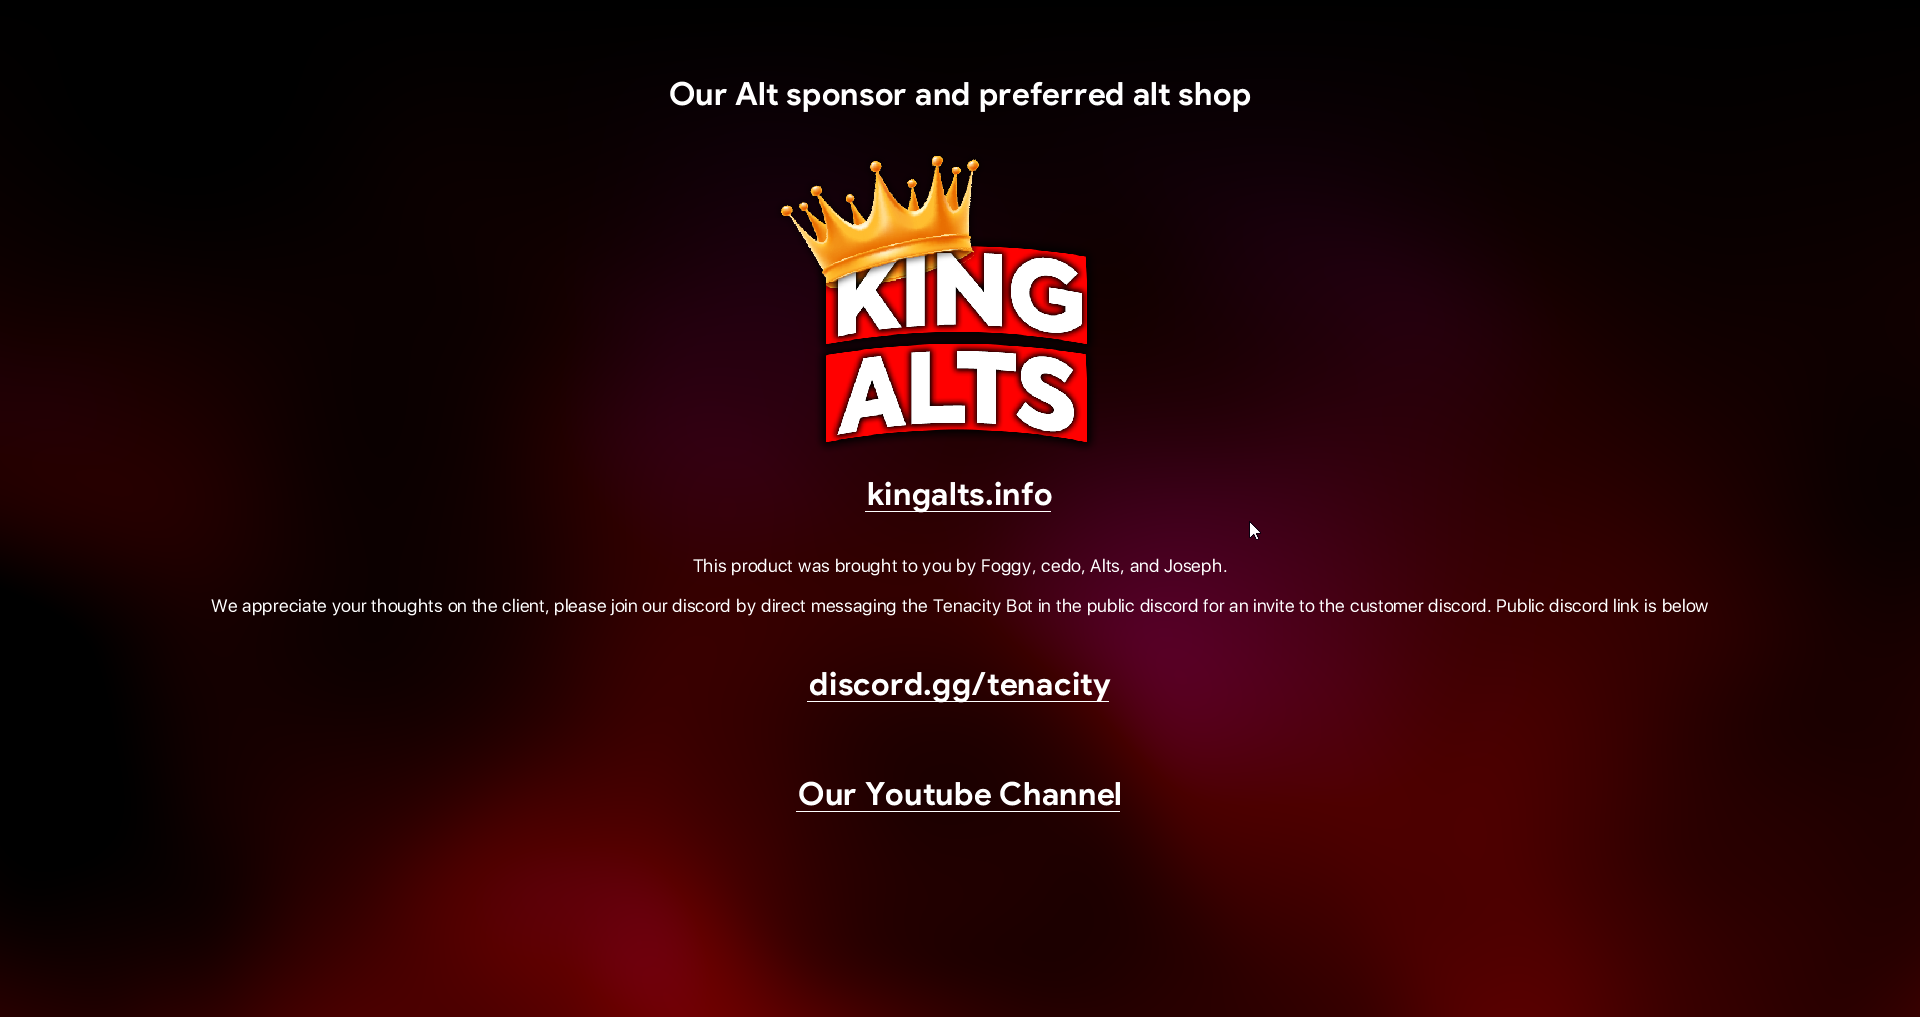 Our Alt sponsor and preferred alt shop
KING
ALTS
kingalts.info
This product was brought to you by Foggy, cedo, Alts, and Joseph.
We appreciate your thoughts on the client, please join our discord by direct messaging the Tenacity Bot in the public discord for an invite to the customer discord. Public discord link is below
discord.gg/tenacity
Our Youtube Channel